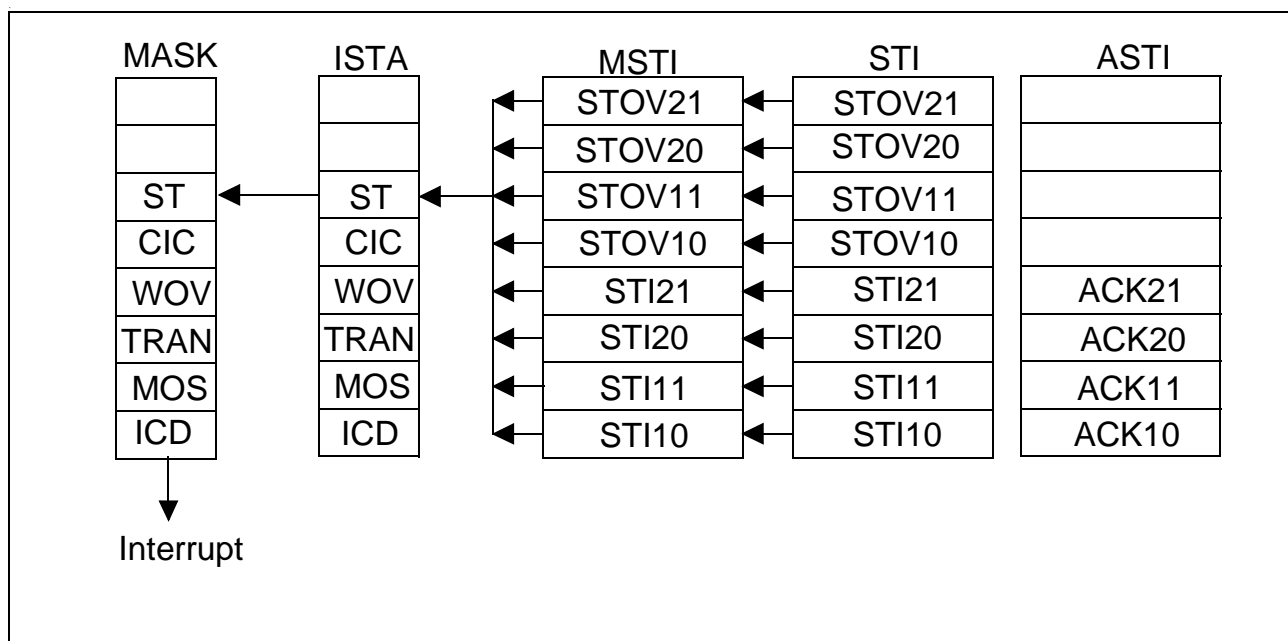 MASK ISTA MSTI STI ASTI
STOV21 STOV21
STOV20 STOV20
ST ST STOV11 STOV11
CIC CIC STOV10 STOV10
WOV WOV STI21 STI21 ACK21
TRAN TRAN STI20 STI20 ACK20
MOS MOS STI11 STI11 ACK11
ICD ICD STI10 STI10 ACK10
Interrupt